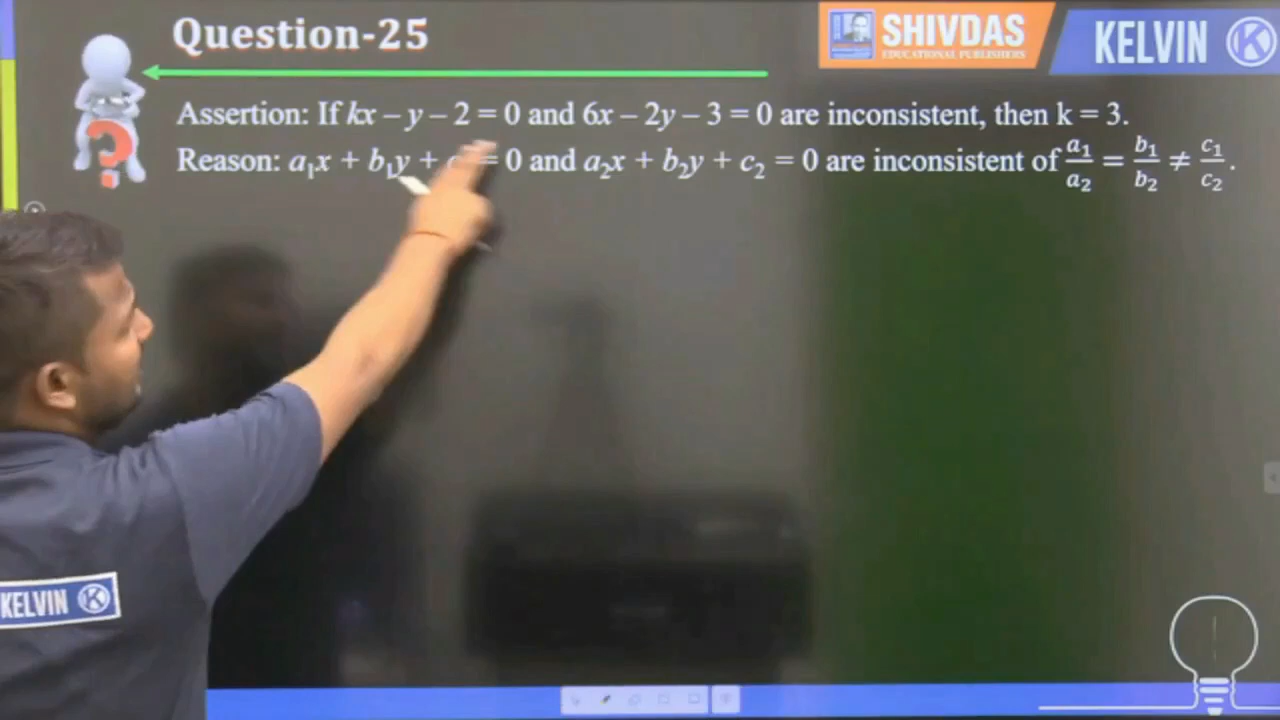 Question-25
SHIVDAS
EDUCATIONAL PUBLISHERS
KELVIN K
Assertion: If kx – y – 2 = 0 and 6x – 2y – 3 = 0 are inconsistent, then k = 3.
Reason: a₁x + b₁y + = 0 and a₂x + b₂y + c₂ = 0 are inconsistent of a₁/a₂ = b₁/b₂ ≠ c₁/c₂.
KELVIN K